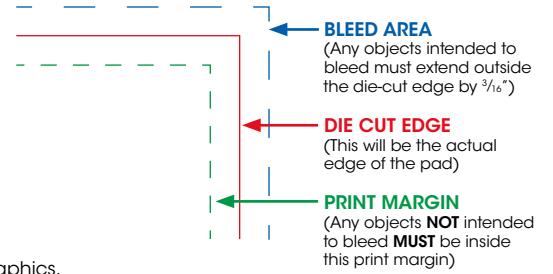 BLEED AREA
(Any objects intended to
bleed must extend outside
the die-cut edge by 3/16")
DIE CUT EDGE
(This will be the actual
edge of the pad)
PRINT MARGIN
(Any objects NOT intended
to bleed MUST be inside
this print margin)
aphics.